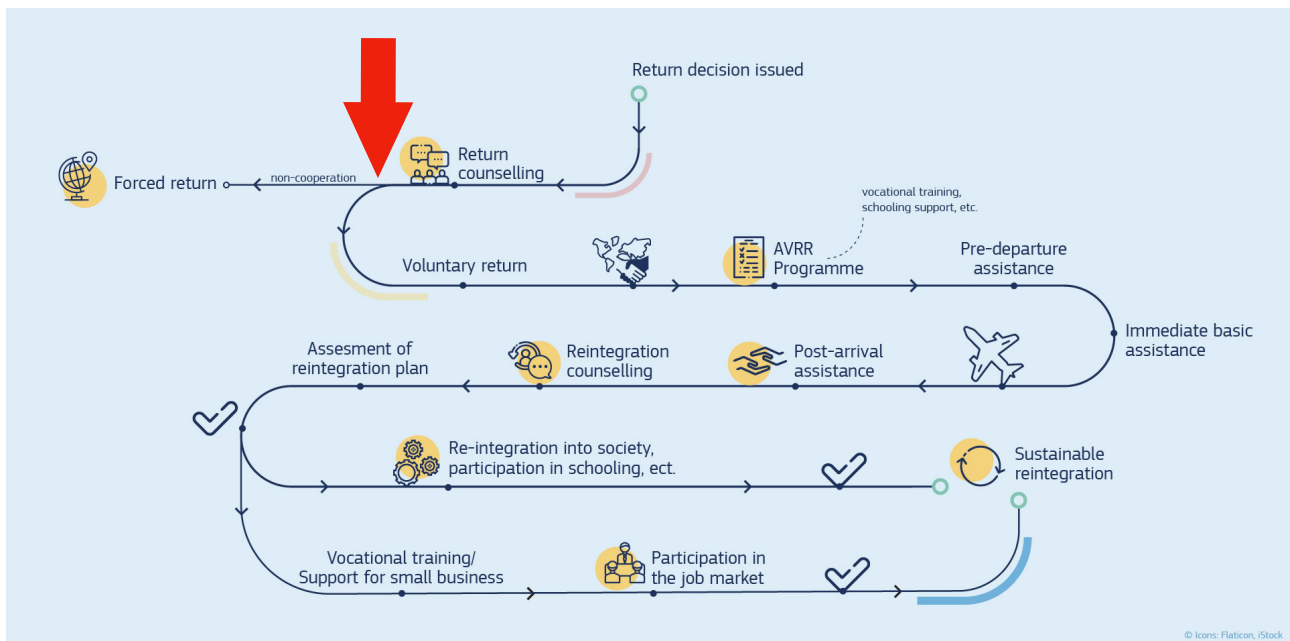 Return decision issued
Return
counselling
non-cooperation
Forced return
vocational training,
schooling support, etc.
Voluntary return
AVRR
Programme
Pre-departure
assistance
Immediate basic
assistance
Post-arrival
assistance
Reintegration
counselling
Assesment of
reintegration plan
Re-integration into society,
participation in schooling, ect.
Sustainable
reintegration
Vocational training/
Support for small business
Participation in
the job market
© Icons: Flaticon, iStock